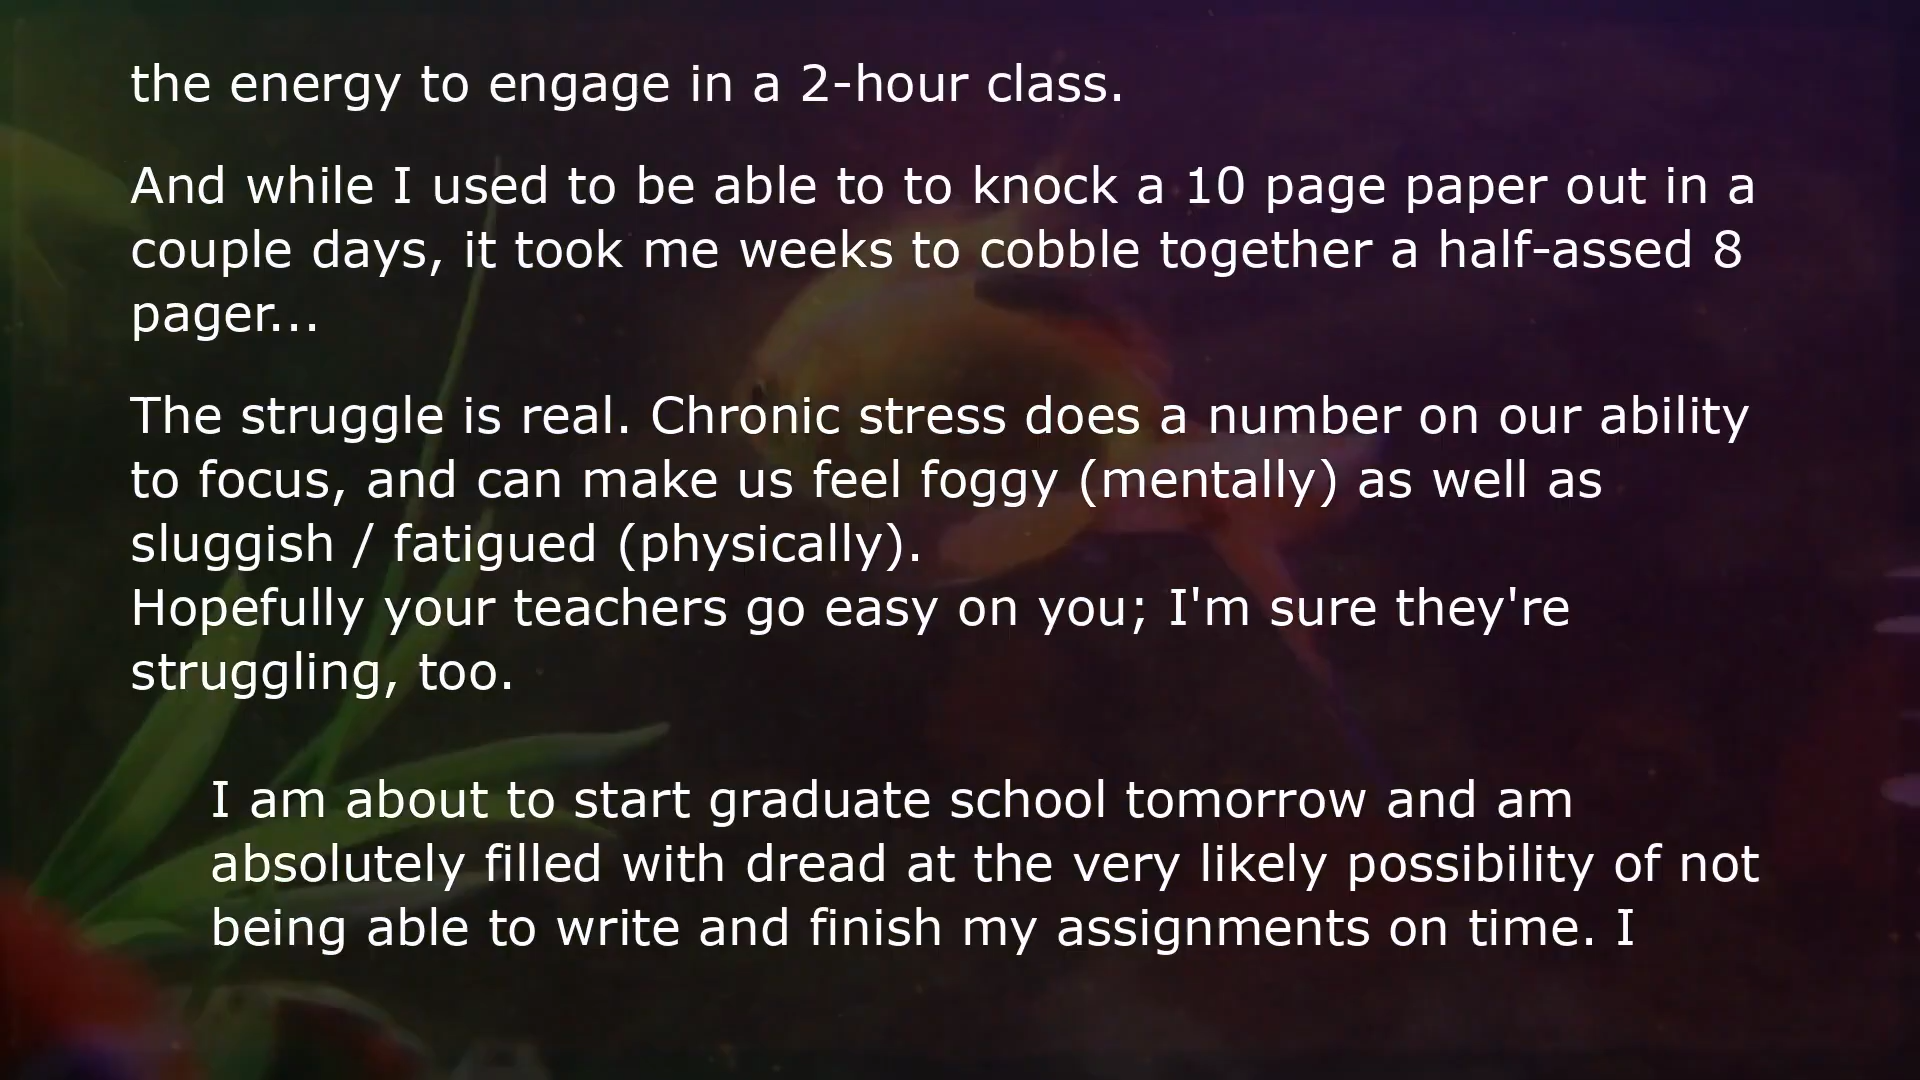 the energy to engage in a 2-hour class.
And while I used to be able to to knock a 10 page paper out in a
couple days, it took me weeks to cobble together a half-assed 8
pager...
The struggle is real. Chronic stress does a number on our ability
to focus, and can make us feel foggy (mentally) as well as
sluggish / fatigued (physically).
Hopefully your teachers go easy on you; I'm sure they're
struggling, too.
I am about to start graduate school tomorrow and am
absolutely filled with dread at the very likely possibility of not
being able to write and finish my assignments on time. I